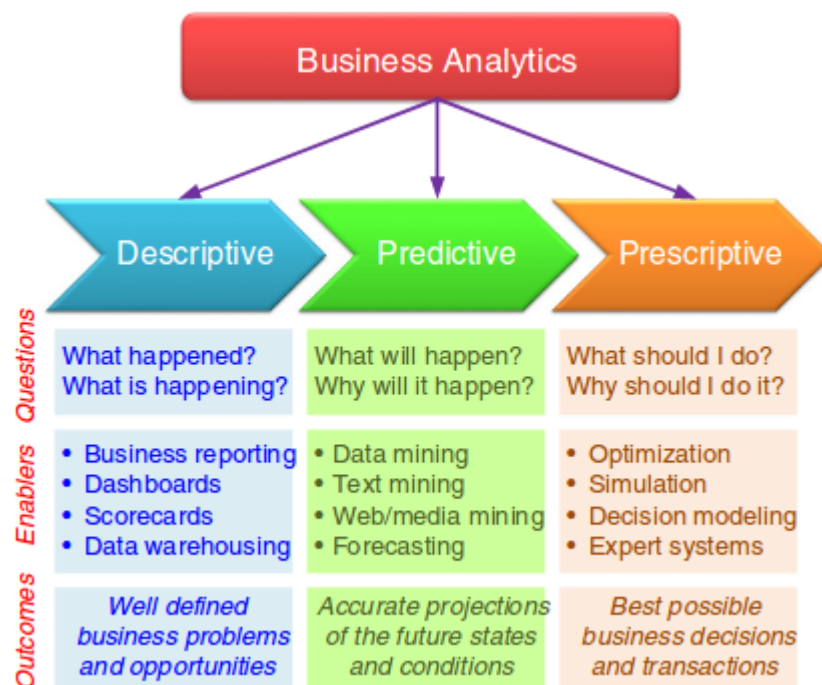 Business Analytics
Descriptive
Predictive
Prescriptive
Questions
What happened?
What is happening?
What will happen?
Why will it happen?
What should I do?
Why should I do it?
Enablers
• Business reporting
• Dashboards
• Scorecards
• Data warehousing
• Data mining
• Text mining
• Web/media mining
• Forecasting
• Optimization
• Simulation
• Decision modeling
• Expert systems
Outcomes
Well defined
business problems
and opportunities
Accurate projections
of the future states
and conditions
Best possible
business decisions
and transactions